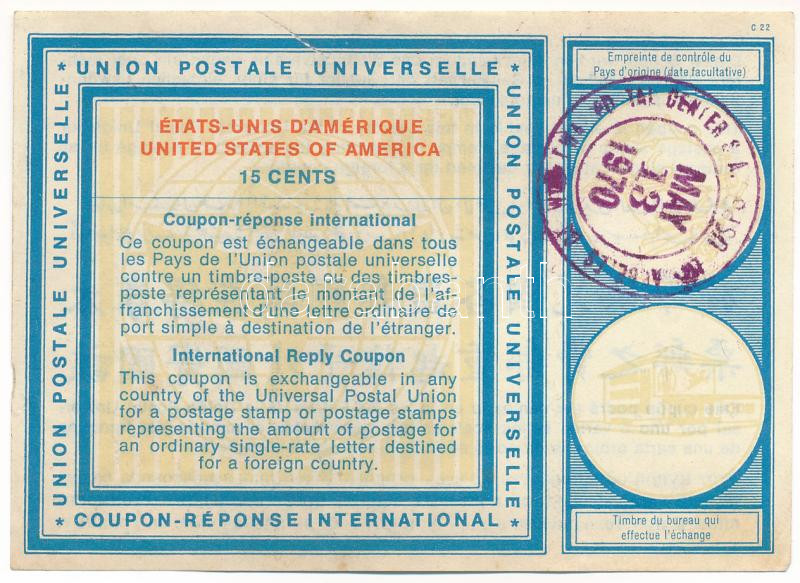 C 22
* UNION POSTALE UNIVERSELLE *
UNION POSTALE UNIVERSELLE
UNION POSTALE UNIVERSELLE
ÉTATS-UNIS D'AMÉRIQUE
UNITED STATES OF AMERICA
15 CENTS
Coupon-réponse international
Ce coupon est échangeable dans tous
les Pays de l'Union postale universelle
contre un timbre-poste ou des timbres-
poste représentant le montant de l'af-
franchissement d'une lettre ordinaire de
port simple à destination de l'étranger.
International Reply Coupon
This coupon is exchangeable in any
country of the Universal Postal Union
for a postage stamp or postage stamps
representing the amount of postage for
an ordinary single-rate letter destined
for a foreign country.
* COUPON-RÉPONSE INTERNATIONAL *
Empreinte de contrôle du
Pays d'origine (date facultative)
TAL CENTER S.A.
USPO
MAY
13
1970
Timbre du bureau qui
effectue l'échange
darabanth